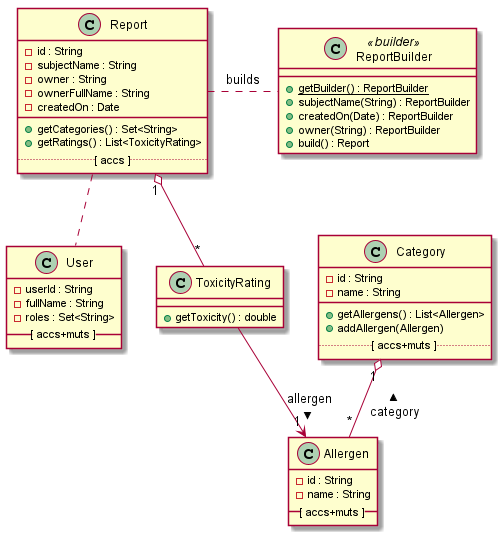 C Report
id : String
subjectName : String
owner : String
ownerFullName : String
createdOn : Date
getCategories() : Set<String>
getRatings() : List<ToxicityRating>
[ accs ]
builds
«builder»
C ReportBuilder
getBuilder() : ReportBuilder
subjectName(String) : ReportBuilder
createdOn(Date) : ReportBuilder
owner(String) : ReportBuilder
build() : Report
1
*
C User
userId : String
fullName : String
roles : Set<String>
[ accs+muts ]
C ToxicityRating
getToxicity() : double
C Category
id : String
name : String
getAllergens() : List<Allergen>
addAllergen(Allergen)
[ accs+muts ]
1
allergen
▼
1
▲
category
*
C Allergen
id : String
name : String
[ accs+muts ]